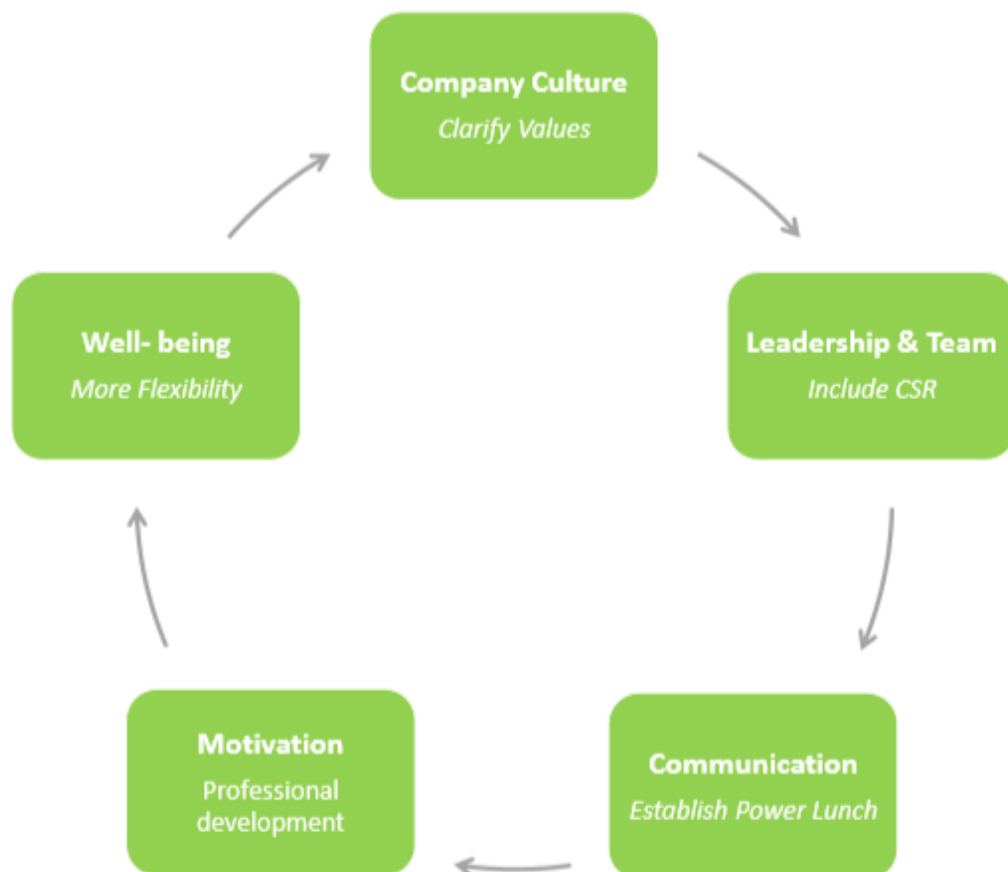 Company Culture
Clarify Values
Leadership & Team
Include CSR
Communication
Establish Power Lunch
Motivation
Professional
development
Well- being
More Flexibility